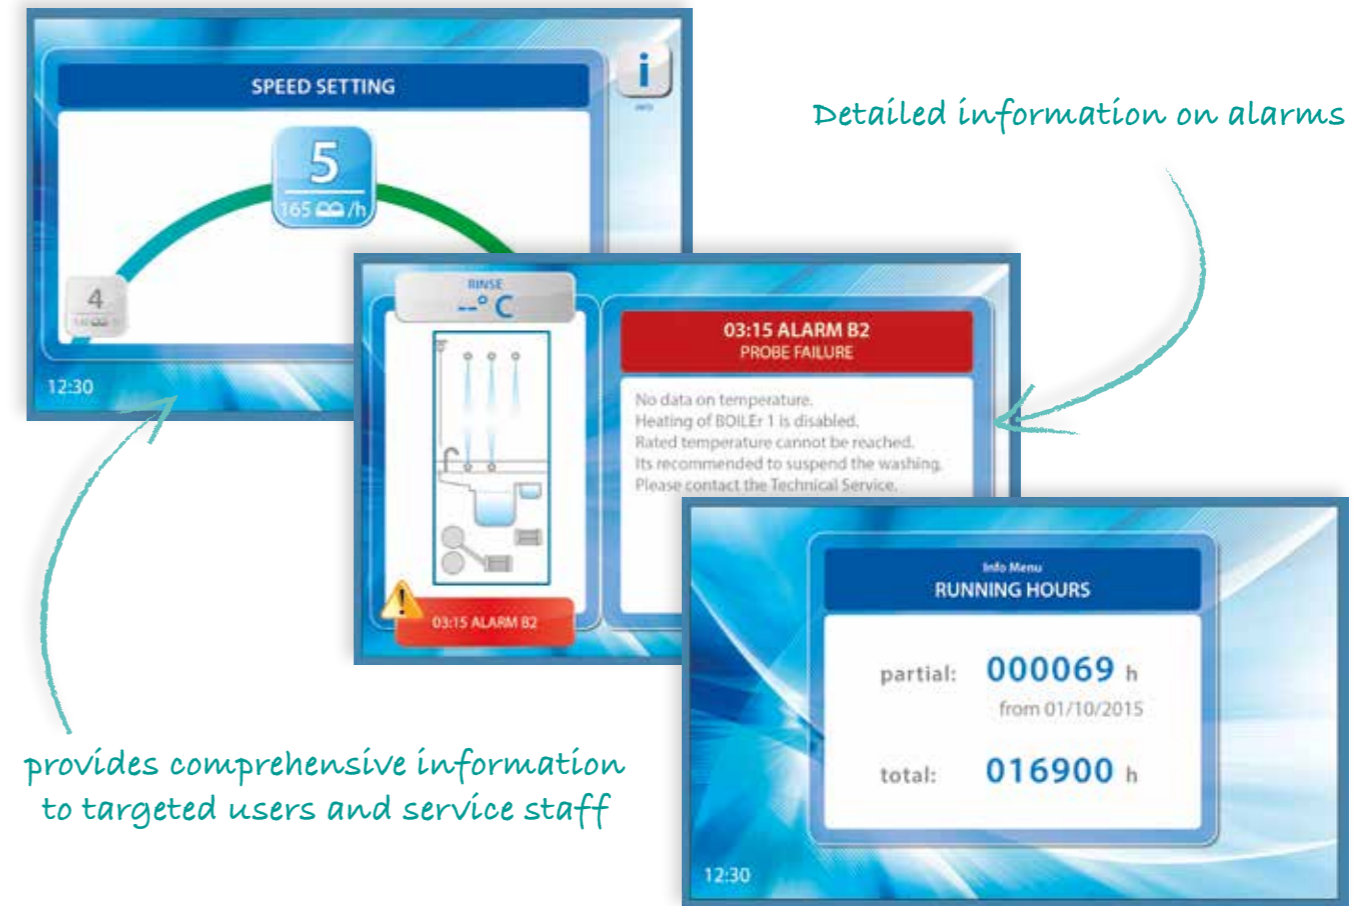 SPEED SETTING
i
INFO
5
165 /h
4
12:30
Detailed information on alarms
RINSE
--° C
03:15 ALARM B2
PROBE FAILURE
No data on temperature.
Heating of BOILEr 1 is disabled.
Rated temperature cannot be reached.
Its recommended to suspend the washing.
Please contact the Technical Service.
03:15 ALARM B2
Info Menu
RUNNING HOURS
partial: 000069 h
from 01/10/2015
total: 016900 h
12:30
provides comprehensive information
to targeted users and service staff